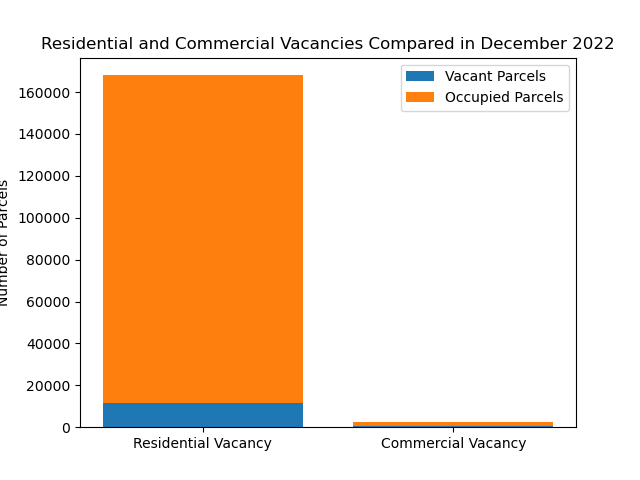 Residential and Commercial Vacancies Compared in December 2022
Vacant Parcels
Occupied Parcels
Number of Parcels
160000
140000
120000
100000
80000
60000
40000
20000
0
Residential Vacancy
Commercial Vacancy